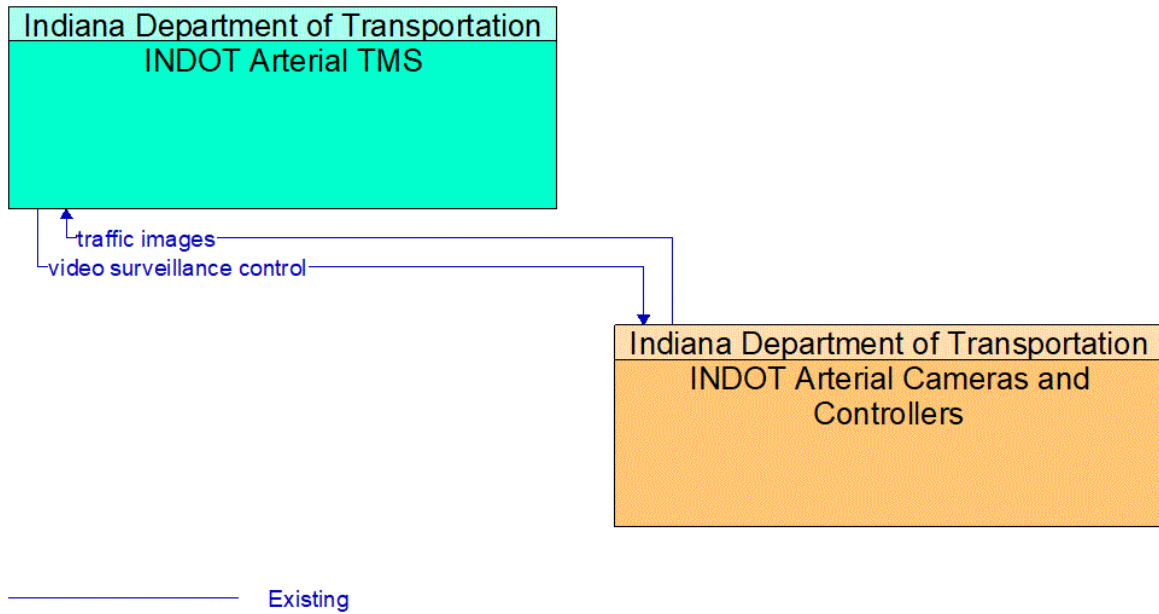 Indiana Department of Transportation
INDOT Arterial TMS
traffic images
video surveillance control
Indiana Department of Transportation
INDOT Arterial Cameras and
Controllers
Existing